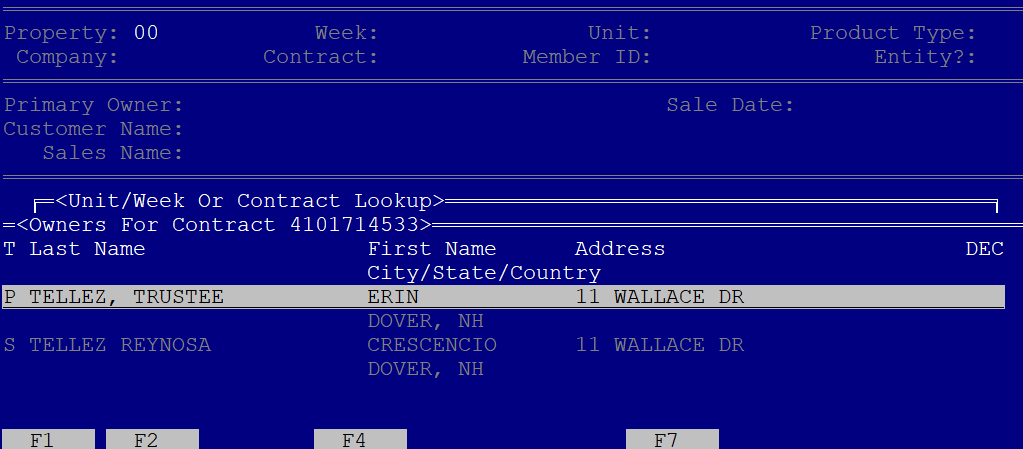 Property: 00 Week: Unit: Product Type:
Company: Contract: Member ID: Entity?:
Primary Owner: Sale Date:
Customer Name:
Sales Name:
<Unit/Week Or Contract Lookup>
<Owners For Contract 4101714533>
T Last Name First Name Address DEC
City/State/Country
P TELLEZ, TRUSTEE ERIN 11 WALLACE DR
DOVER, NH
S TELLEZ REYNOSA CRESCENCIO 11 WALLACE DR
DOVER, NH
F1 F2 F4 F7